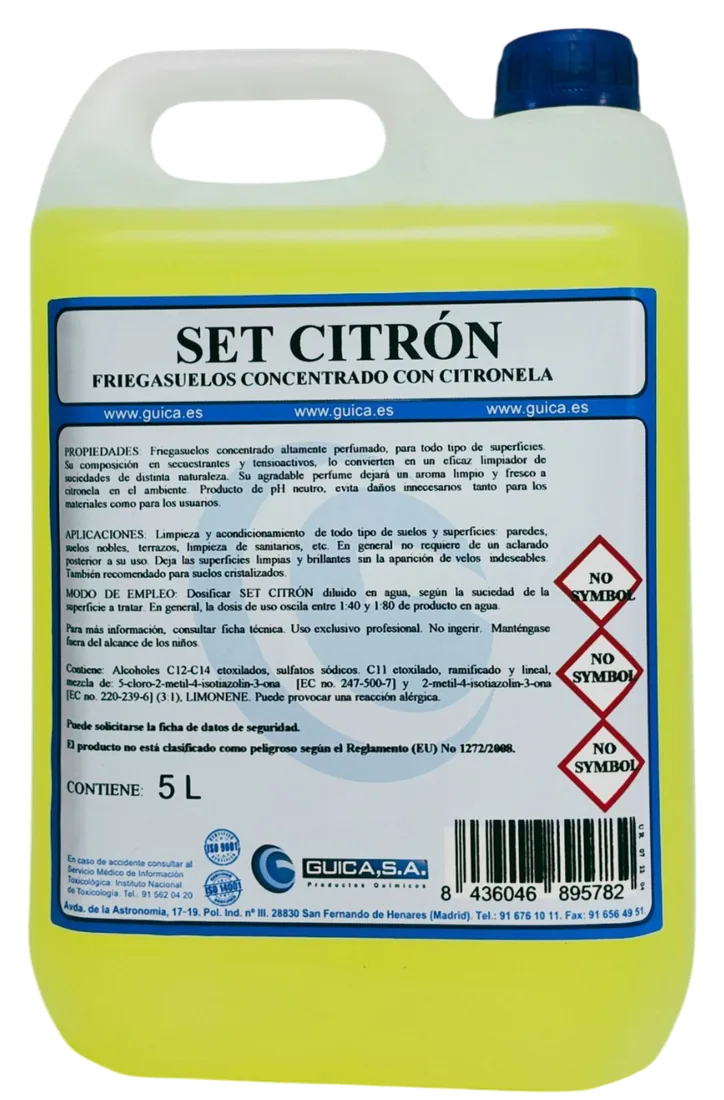 SET CITRÓN
FRIEGASUELOS CONCENTRADO CON CITRONELA
www.guica.es www.guica.es www.guica.es
PROPIEDADES: Friegasuelos concentrado altamente perfumado, para todo tipo de superficies.
Su composición en secuestrantes y tensioactivos, lo convierten en un eficaz limpiador de
suciedades de distinta naturaleza. Su agradable perfume dejará un aroma limpio y fresco a
citronela en el ambiente. Producto de pH neutro, evita daños innecesarios tanto para los
materiales como para los usuarios.
APLICACIONES: Limpieza y acondicionamiento de todo tipo de suelos y superficies: paredes,
suelos nobles, terrazos, limpieza de sanitarios, etc. En general no requiere de un aclarado
posterior a su uso. Deja las superficies limpias y brillantes sin la aparición de velos indeseables.
También recomendado para suelos cristalizados.
MODO DE EMPLEO: Dosificar SET CITRÓN diluido en agua, según la suciedad de la
superficie a tratar. En general, la dosis de uso oscila entre 1:40 y 1:80 de producto en agua.
Para más información, consultar ficha técnica. Uso exclusivo profesional. No ingerir. Manténgase
fuera del alcance de los niños.
Contiene: Alcoholes C12-C14 etoxilados, sulfatos sódicos. C11 etoxilado, ramificado y lineal,
mezcla de: 5-cloro-2-metil-4-isotiazolin-3-ona [EC no. 247-500-7] y 2-metil-4-isotiazolin-3-ona
[EC no. 220-239-6] (3:1), LIMONENE. Puede provocar una reacción alérgica.
Puede solicitarse la ficha de datos de seguridad.
El producto no está clasificado como peligroso según el Reglamento (EU) No 1272/2008.
NO
SYMBOL
NO
SYMBOL
NO
SYMBOL
CONTIENE: 5 L
En caso de accidente consultar al
Servicio Médico de Información
Toxicológica: Instituto Nacional
de Toxicología. Tel.: 91 562 04 20
ISO 9001
ISO 14001
GUICA, S.A.
Productos Químicos
8 436046 895782
Avda. de la Astronomia, 17-19. Pol. Ind. nº III. 28830 San Fernando de Henares (Madrid). Tel.: 91 676 10 11. Fax: 91 656 49 51.